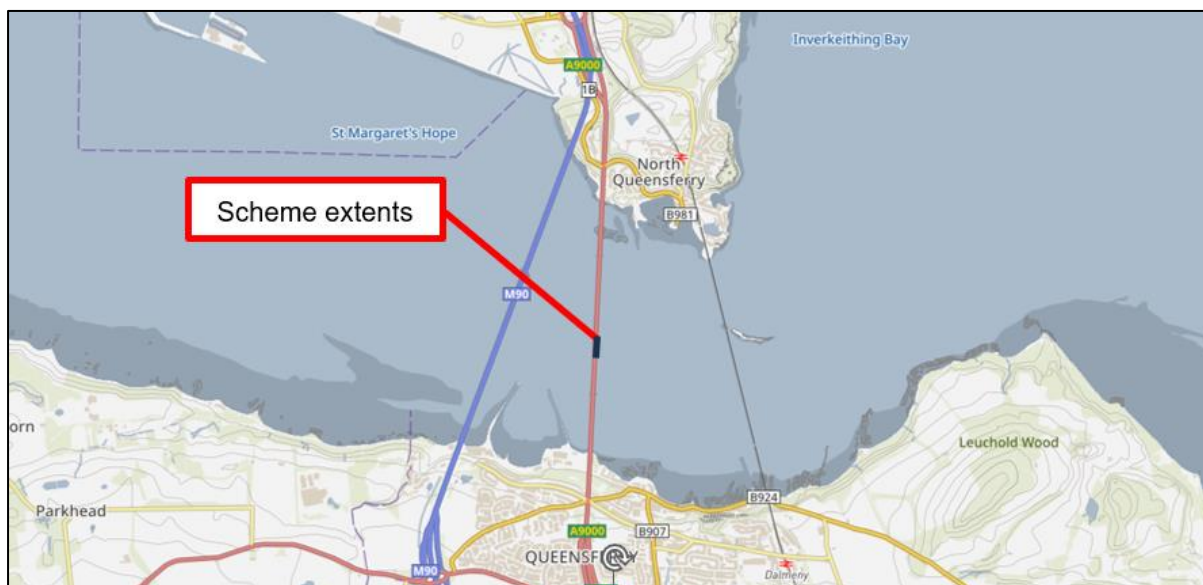 Inverkeithing Bay
A9000
1B
St Margaret's Hope
North
Queensferry
B981
Scheme extents
M90
Leuchold Wood
orn
Parkhead
B924
A9000
B907
QUEENSFERRY
M90
Dalmeny